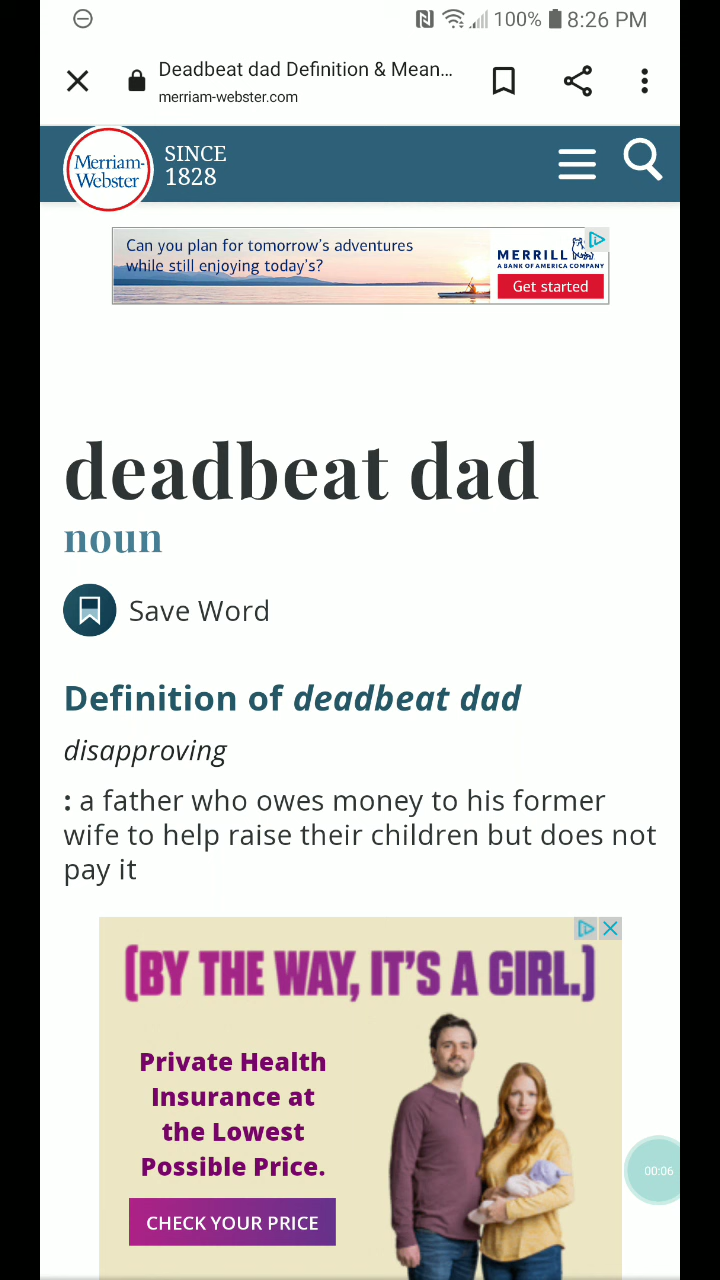 100% 8:26 PM
Deadbeat dad Definition & Mean...
merriam-webster.com
Merriam-
Webster
SINCE
1828
Can you plan for tomorrow's adventures
while still enjoying today's?
MERRILL
A BANK OF AMERICA COMPANY
Get started
deadbeat dad
noun
Save Word
Definition of deadbeat dad
disapproving
: a father who owes money to his former
wife to help raise their children but does not
pay it
(BY THE WAY, IT'S A GIRL.)
Private Health
Insurance at
the Lowest
Possible Price.
CHECK YOUR PRICE
00:06